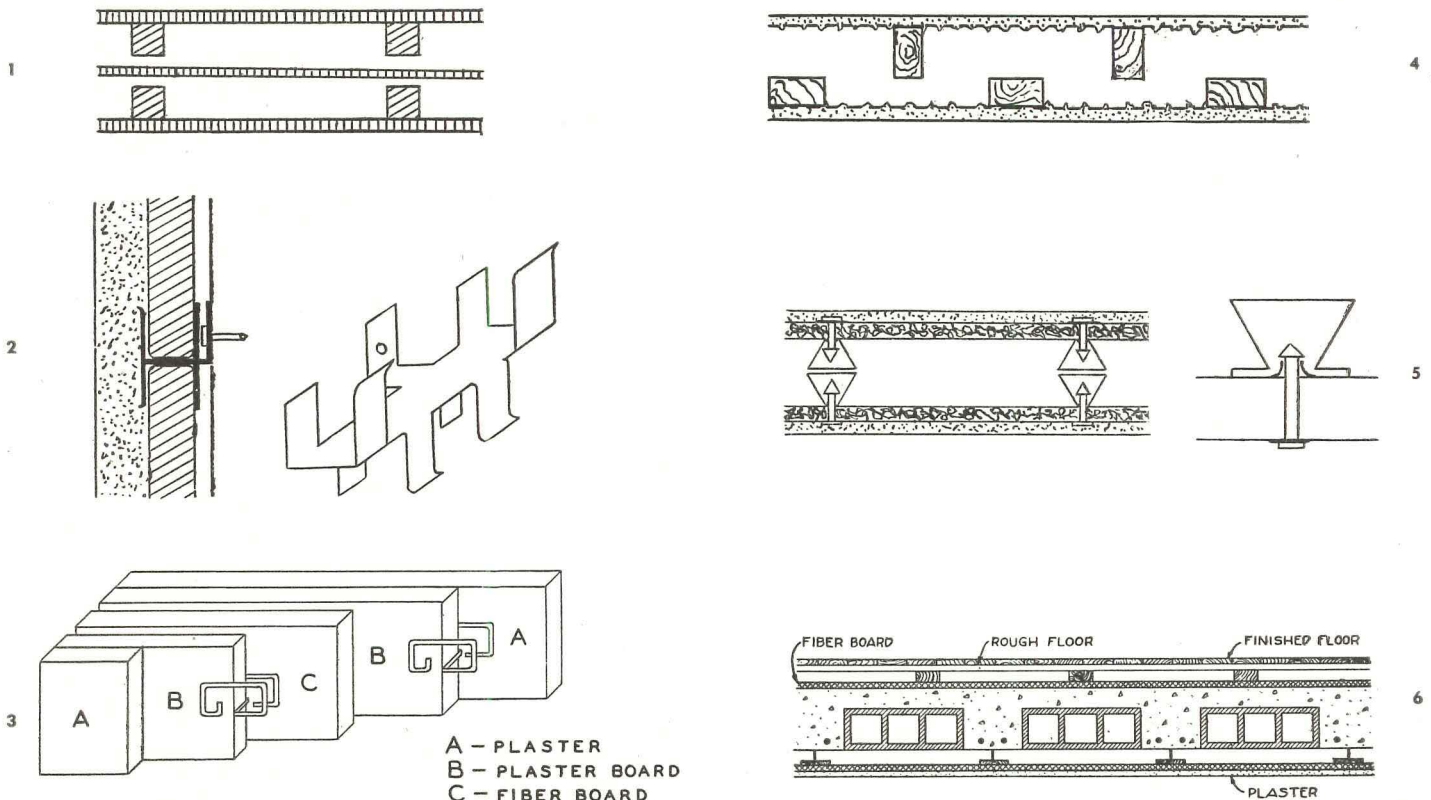 1
2
A
B
C
B
A
3
A – PLASTER
B – PLASTER BOARD
C – FIBER BOARD
4
5
FIBER BOARD
ROUGH FLOOR
FINISHED FLOOR
6
PLASTER